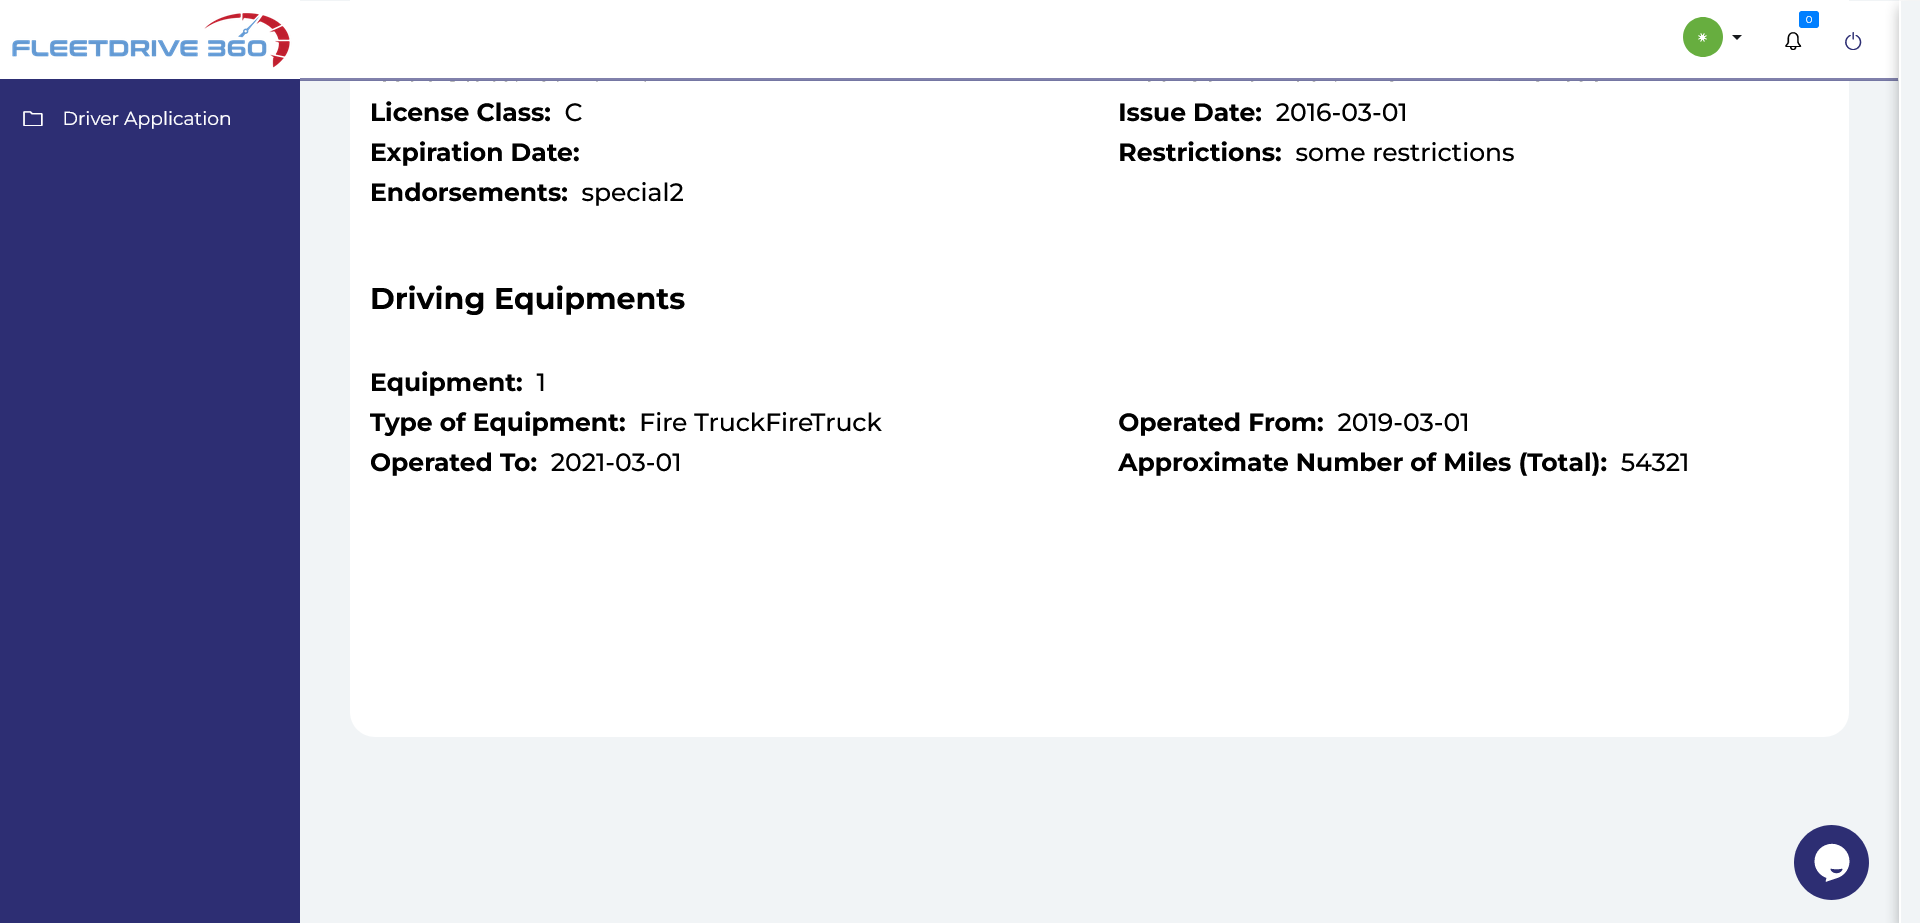 FLEETDRIVE 360
0
Driver Application
License Class: C
Issue Date: 2016-03-01
Expiration Date:
Restrictions: some restrictions
Endorsements: special2
Driving Equipments
Equipment: 1
Type of Equipment: Fire TruckFireTruck
Operated From: 2019-03-01
Operated To: 2021-03-01
Approximate Number of Miles (Total): 54321